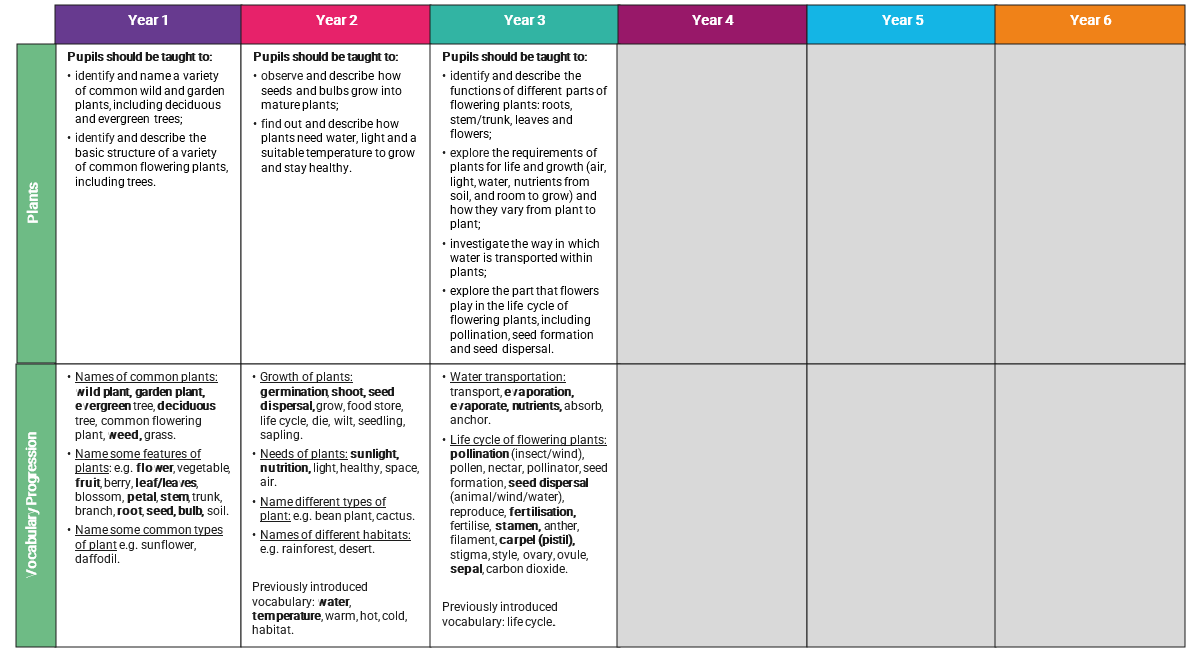 Year 1
Year 2
Year 3
Year 4
Year 5
Year 6
Plants
Pupils should be taught to:
• identify and name a variety
of common wild and garden
plants, including deciduous
and evergreen trees;
• identify and describe the
basic structure of a variety
of common flowering plants,
including trees.
Pupils should be taught to:
• observe and describe how
seeds and bulbs grow into
mature plants;
• find out and describe how
plants need water, light and a
suitable temperature to grow
and stay healthy.
Pupils should be taught to:
• identify and describe the
functions of different parts of
flowering plants: roots,
stem/trunk, leaves and
flowers;
• explore the requirements of
plants for life and growth (air,
light, water, nutrients from
soil, and room to grow) and
how they vary from plant to
plant;
• investigate the way in which
water is transported within
plants;
• explore the part that flowers
play in the life cycle of
flowering plants, including
pollination, seed formation
and seed dispersal.
Vocabulary Progression
• Names of common plants:
wild plant, garden plant,
evergreen tree, deciduous
tree, common flowering
plant, weed, grass.
• Name some features of
plants: e.g. flower, vegetable,
fruit, berry, leaf/leaves,
blossom, petal, stem, trunk,
branch, root, seed, bulb, soil.
• Name some common types
of plant e.g. sunflower,
daffodil.
• Growth of plants:
germination, shoot, seed
dispersal, grow, food store,
life cycle, die, wilt, seedling,
sapling.
• Needs of plants: sunlight,
nutrition, light, healthy, space,
air.
• Name different types of
plant: e.g. bean plant, cactus.
• Names of different habitats:
e.g. rainforest, desert.
Previously introduced
vocabulary: water,
temperature, warm, hot, cold,
habitat.
• Water transportation:
transport, evaporation,
evaporate, nutrients, absorb,
anchor.
• Life cycle of flowering plants:
pollination (insect/wind),
pollen, nectar, pollinator, seed
formation, seed dispersal
(animal/wind/water),
reproduce, fertilisation,
fertilise, stamen, anther,
filament, carpel (pistil),
stigma, style, ovary, ovule,
sepal, carbon dioxide.
Previously introduced
vocabulary: life cycle.